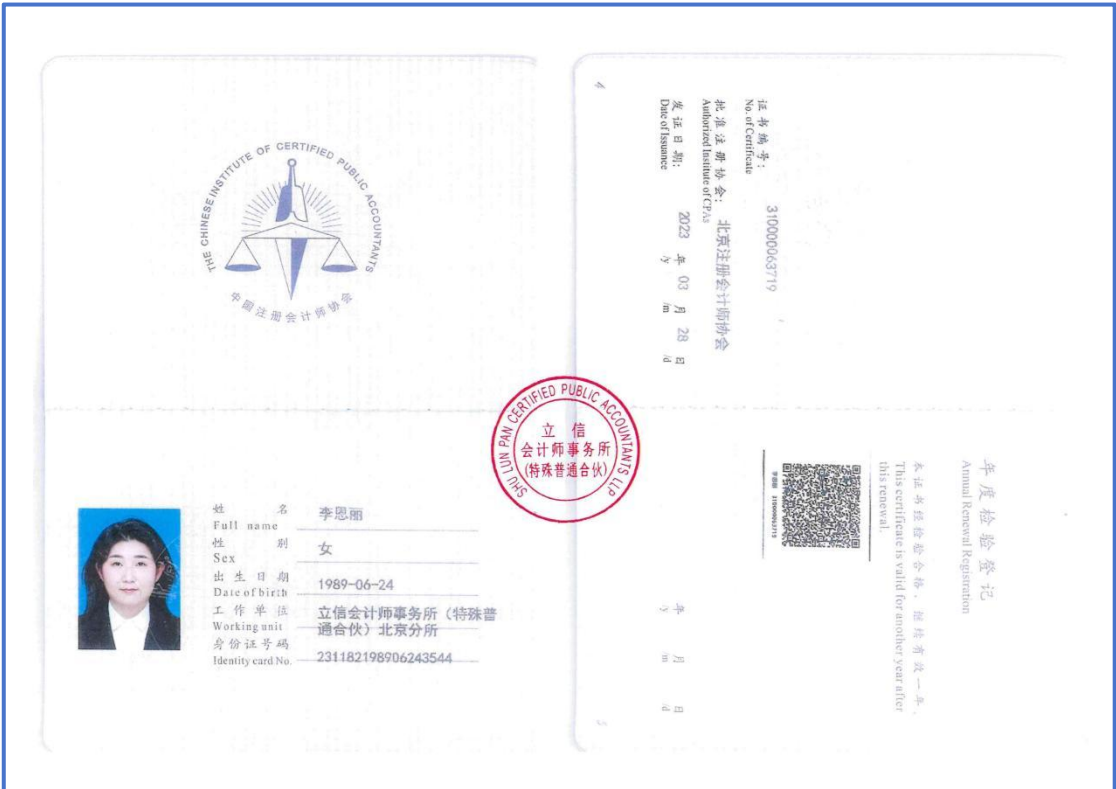 THE CHINESE INSTITUTE OF CERTIFIED PUBLIC ACCOUNTANTS
中国注册会计师协会
姓 名
Full name
李恩丽
性 别
Sex
女
出生日期
Date of birth
1989-06-24
工作单位
Working unit
立信会计师事务所（特殊普
通合伙）北京分所
身份证号码
Identity card No.
231182198906243544
SHU LUN PAN CERTIFIED PUBLIC ACCOUNTANTS LLP
立 信
会计师事务所
(特殊普通合伙)
4
证书编号：
No. of Certificate
310000063719
批准注册协会：
Authorized Institute of CPAs
北京注册会计师协会
发证日期：
Date of Issuance
2023 年 03 月 28 日
/y /m /d
年度检验登记
Annual Renewal Registration
本证书经检验合格，继续有效一年。
This certificate is valid for another year after
this renewal.
310000063719
年 月 日
/y /m /d
5